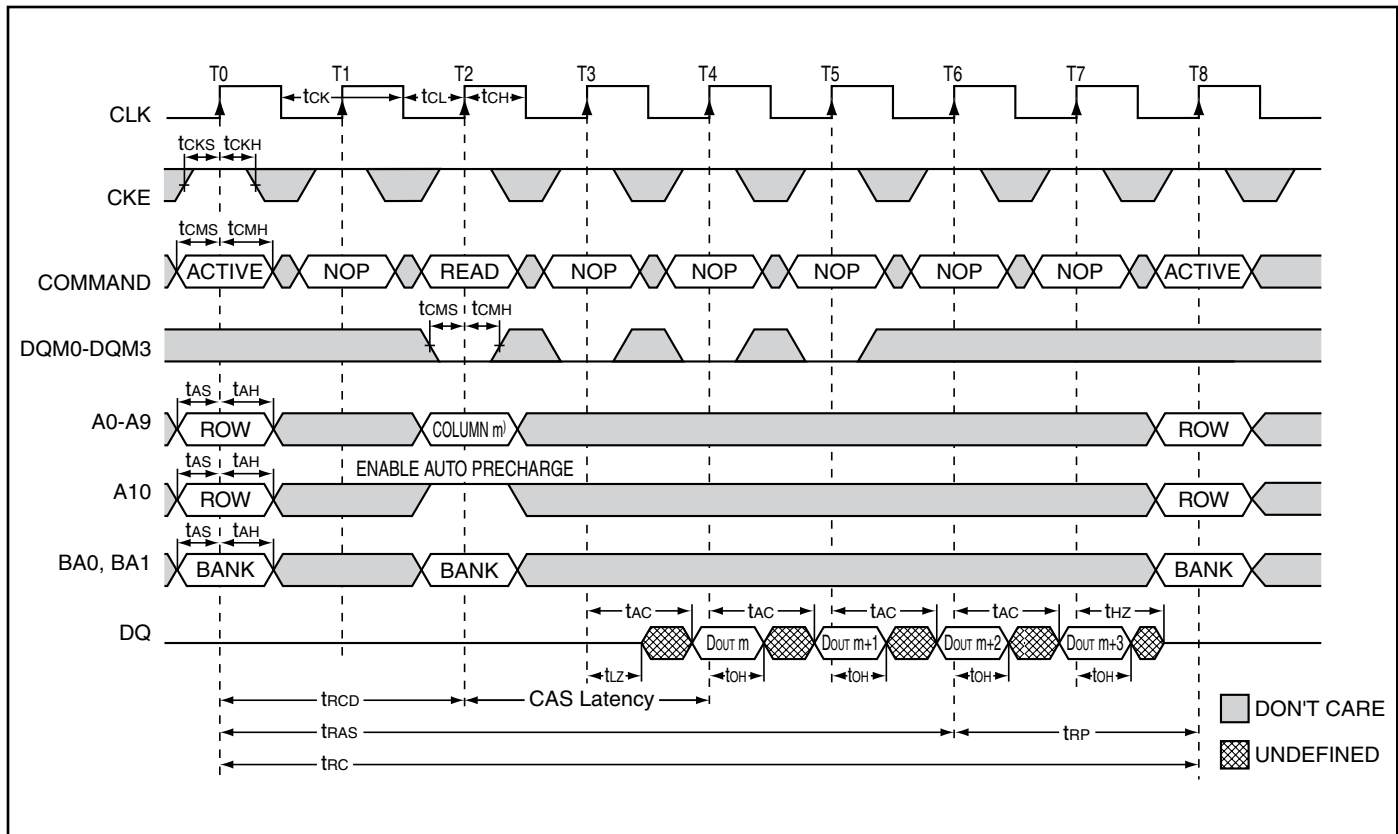 T0 T1 T2 T3 T4 T5 T6 T7 T8
CLK tCK tCL tCH
tCKS tCKH
CKE
tCMS tCMH
COMMAND ACTIVE NOP READ NOP NOP NOP NOP NOP ACTIVE
tCMS tCMH
DQM0-DQM3
tAS tAH
A0-A9 ROW COLUMN m) ROW
tAS tAH ENABLE AUTO PRECHARGE
A10 ROW ROW
tAS tAH
BA0, BA1 BANK BANK BANK
tAC tAC tAC tAC tHZ
DQ DOUT m DOUT m+1 DOUT m+2 DOUT m+3
tLZ tOH tOH tOH tOH
tRCD CAS Latency
tRAS tRP
tRC
DON'T CARE
UNDEFINED